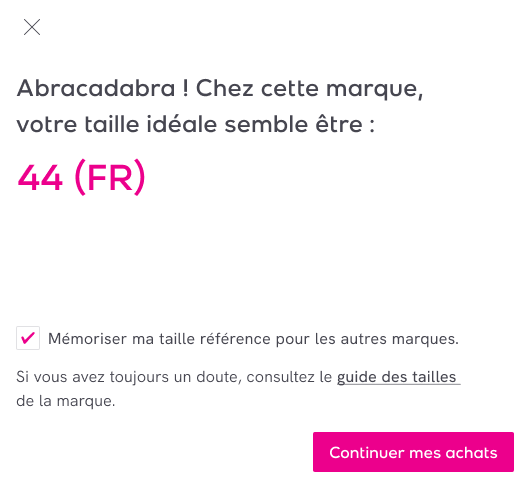 Abracadabra ! Chez cette marque,
votre taille idéale semble être :
44 (FR)
Mémoriser ma taille référence pour les autres marques.
Si vous avez toujours un doute, consultez le guide des tailles
de la marque.
Continuer mes achats